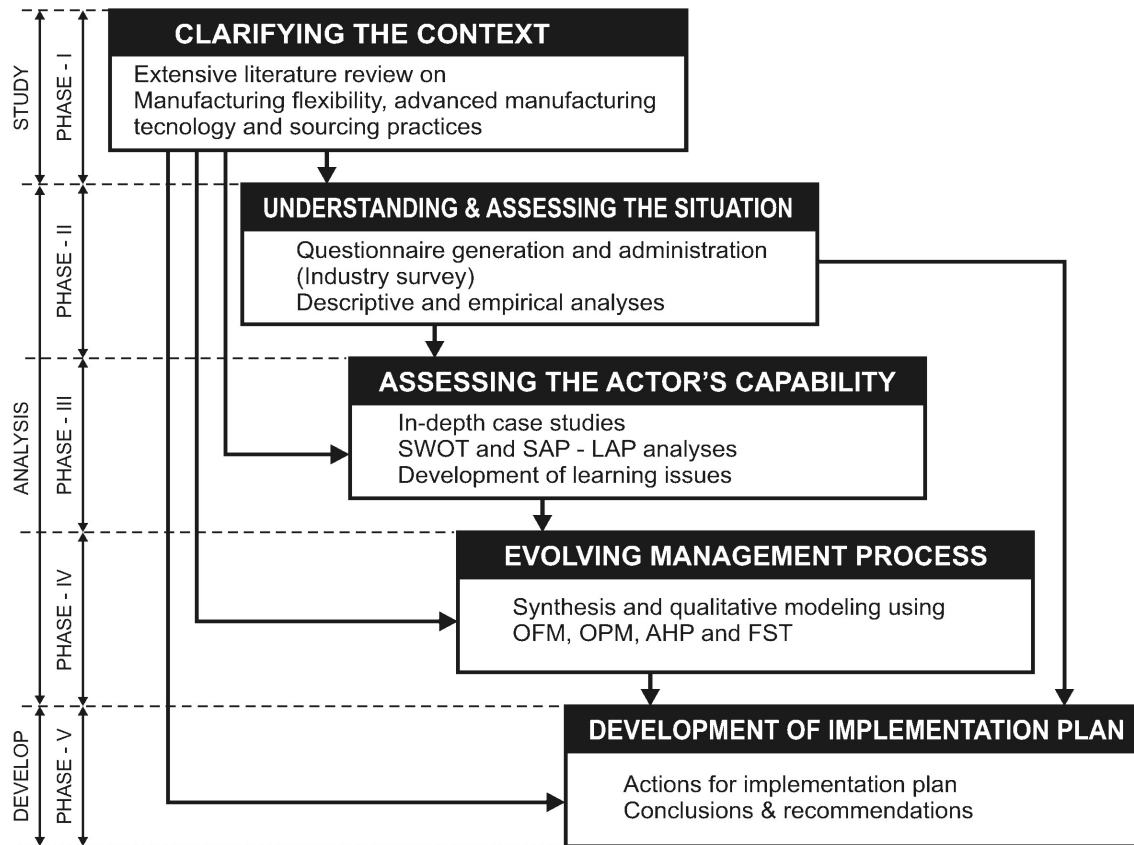 STUDY
PHASE - I
CLARIFYING THE CONTEXT
Extensive literature review on
Manufacturing flexibility, advanced manufacturing
tecnology and sourcing practices
ANALYSIS
PHASE - II
UNDERSTANDING & ASSESSING THE SITUATION
Questionnaire generation and administration
(Industry survey)
Descriptive and empirical analyses
PHASE - III
ASSESSING THE ACTOR'S CAPABILITY
In-depth case studies
SWOT and SAP - LAP analyses
Development of learning issues
PHASE - IV
EVOLVING MANAGEMENT PROCESS
Synthesis and qualitative modeling using
OFM, OPM, AHP and FST
DEVELOP
PHASE - V
DEVELOPMENT OF IMPLEMENTATION PLAN
Actions for implementation plan
Conclusions & recommendations